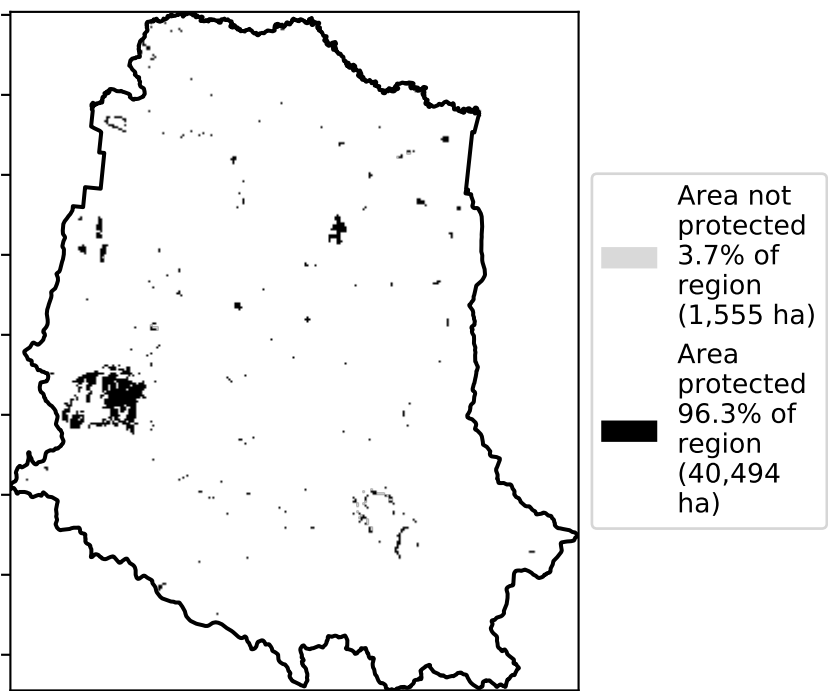 Area not
protected
3.7% of
region
(1,555 ha)
Area
protected
96.3% of
region
(40,494
ha)